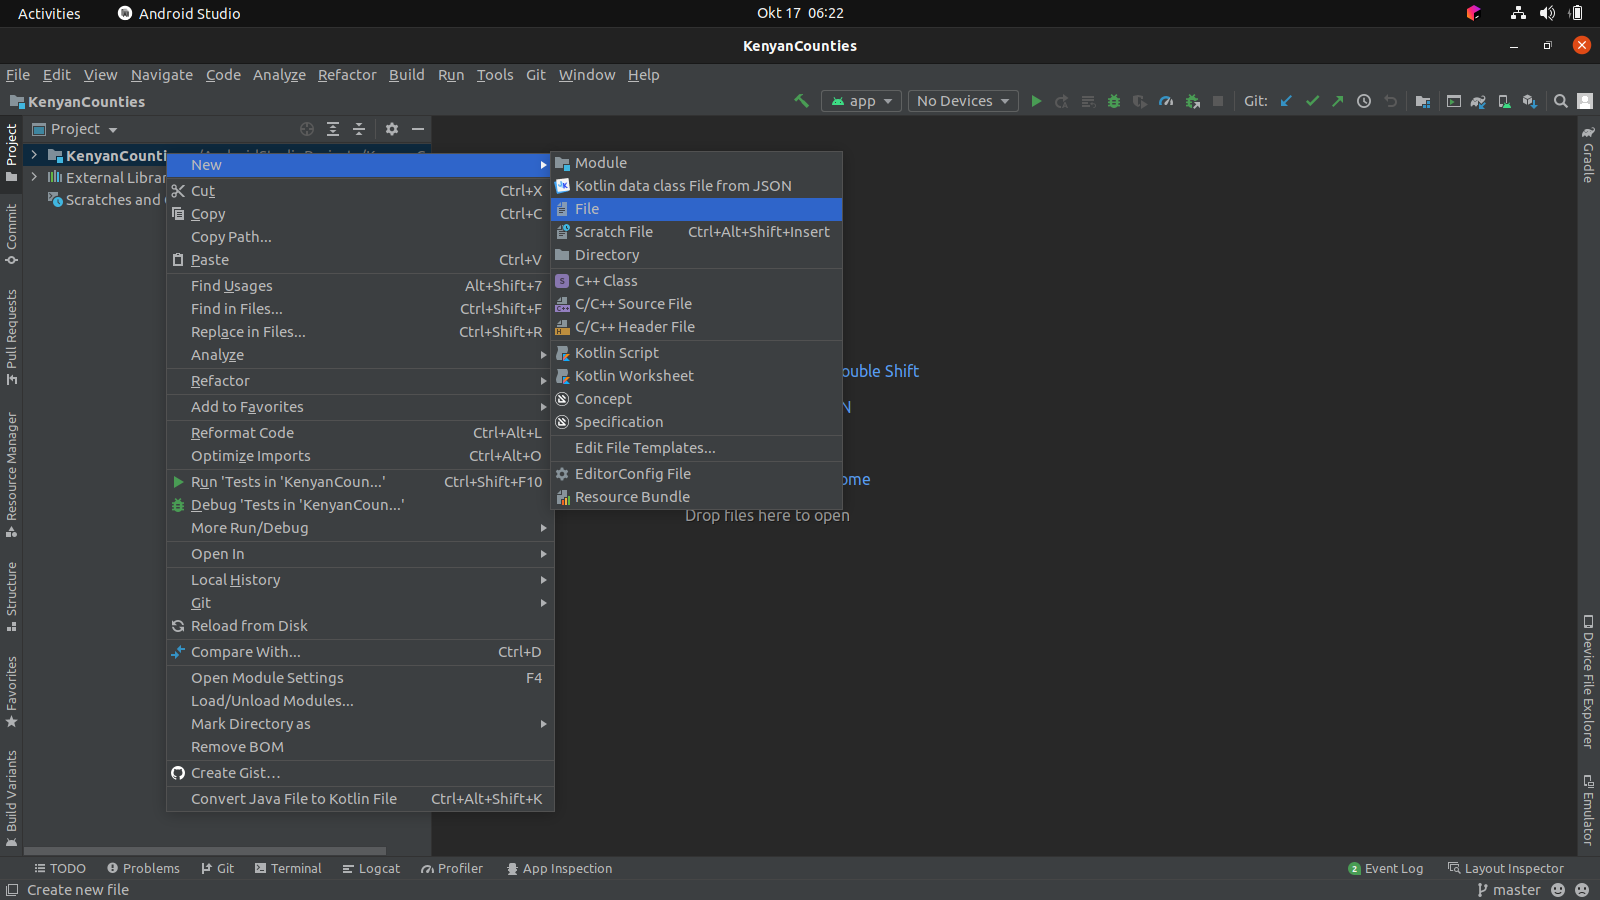 Activities
Android Studio
Okt 17 06:22
KenyanCounties
File Edit View Navigate Code Analyze Refactor Build Run Tools Git Window Help
KenyanCounties
app
No Devices
Git:
Project
KenyanCounti
External Librar
Scratches and
New
Cut Ctrl+X
Copy Ctrl+C
Copy Path...
Paste Ctrl+V
Find Usages Alt+Shift+7
Find in Files... Ctrl+Shift+F
Replace in Files... Ctrl+Shift+R
Analyze
Refactor
Add to Favorites
Reformat Code Ctrl+Alt+L
Optimize Imports Ctrl+Alt+O
Run 'Tests in 'KenyanCoun...' Ctrl+Shift+F10
Debug 'Tests in 'KenyanCoun...'
More Run/Debug
Open In
Local History
Git
Reload from Disk
Compare With... Ctrl+D
Open Module Settings F4
Load/Unload Modules...
Mark Directory as
Remove BOM
Create Gist...
Convert Java File to Kotlin File Ctrl+Alt+Shift+K
Module
Kotlin data class File from JSON
File
Scratch File Ctrl+Alt+Shift+Insert
Directory
C++ Class
C/C++ Source File
C/C++ Header File
Kotlin Script
Kotlin Worksheet
Concept
Specification
Edit File Templates...
EditorConfig File
Resource Bundle
ouble Shift
N
ome
Drop files here to open
Project
Commit
Pull Requests
Resource Manager
Structure
Favorites
Build Variants
Gradle
Device File Explorer
Emulator
TODO
Problems
Git
Terminal
Logcat
Profiler
App Inspection
2 Event Log
Layout Inspector
Create new file
master